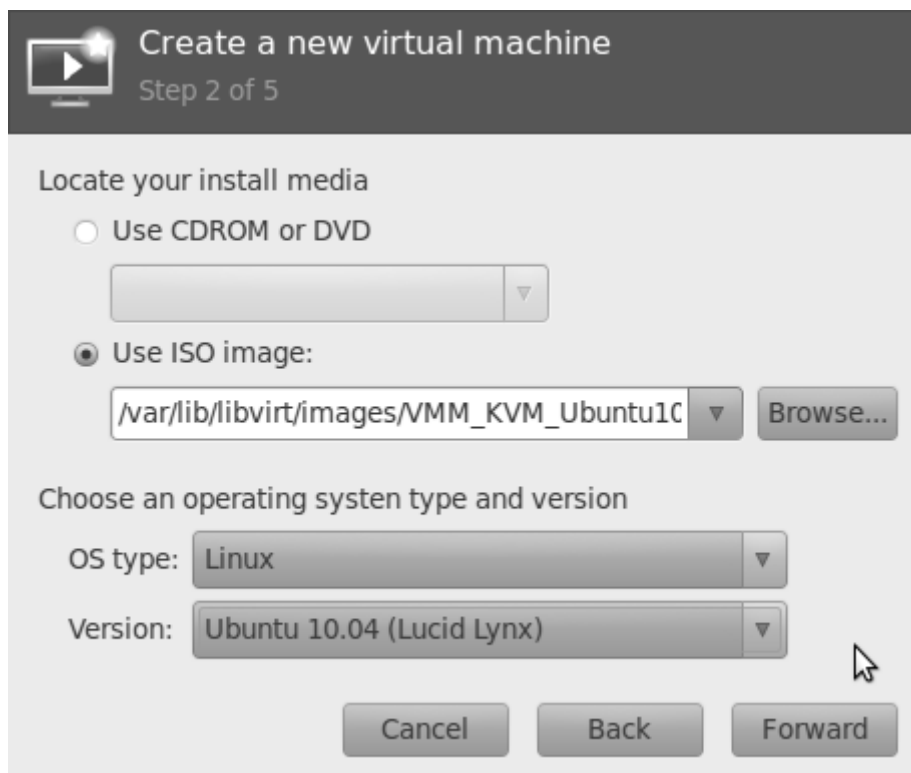 Create a new virtual machine
Step 2 of 5
Locate your install media
Use CDROM or DVD
Use ISO image:
/var/lib/libvirt/images/VMM_KVM_Ubuntu10
Browse...
Choose an operating systen type and version
OS type: Linux
Version: Ubuntu 10.04 (Lucid Lynx)
Cancel Back Forward